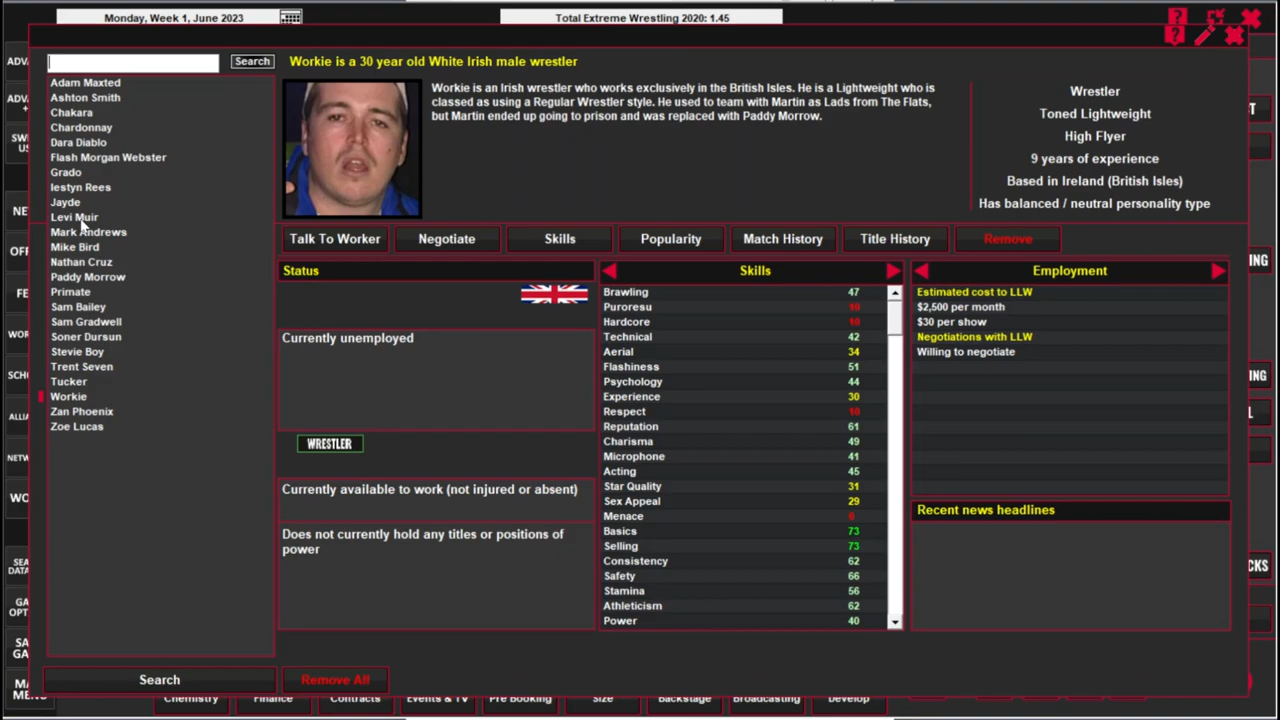 Monday, Week 1, June 2023
Total Extreme Wrestling 2020: 1.45
Search
Workie is a 30 year old White Irish male wrestler
Adam Maxted
Ashton Smith
Chakara
Chardonnay
Dara Diablo
Flash Morgan Webster
Grado
Iestyn Rees
Jayde
Levi Muir
Mark Andrews
Mike Bird
Nathan Cruz
Paddy Morrow
Primate
Sam Bailey
Sam Gradwell
Soner Dursun
Stevie Boy
Trent Seven
Tucker
Workie
Zan Phoenix
Zoe Lucas
Workie is an Irish wrestler who works exclusively in the British Isles. He is a Lightweight who is
classed as using a Regular Wrestler style. He used to team with Martin as Lads from The Flats,
but Martin ended up going to prison and was replaced with Paddy Morrow.
Wrestler
Toned Lightweight
High Flyer
9 years of experience
Based in Ireland (British Isles)
Has balanced / neutral personality type
Talk To Worker
Negotiate
Skills
Popularity
Match History
Title History
Remove
Status
Currently unemployed
WRESTLER
Currently available to work (not injured or absent)
Does not currently hold any titles or positions of
power
Skills
Brawling 47
Puroresu 10
Hardcore 10
Technical 42
Aerial 34
Flashiness 51
Psychology 44
Experience 30
Respect 10
Reputation 61
Charisma 49
Microphone 41
Acting 45
Star Quality 31
Sex Appeal 29
Menace 0
Basics 73
Selling 73
Consistency 62
Safety 66
Stamina 56
Athleticism 62
Power 40
Employment
Estimated cost to LLW
$2,500 per month
$30 per show
Negotiations with LLW
Willing to negotiate
Recent news headlines
Search
Remove All
Chemistry
Finance
Contracts
Events & TV
Pre Booking
Size
Backstage
Broadcasting
Develop